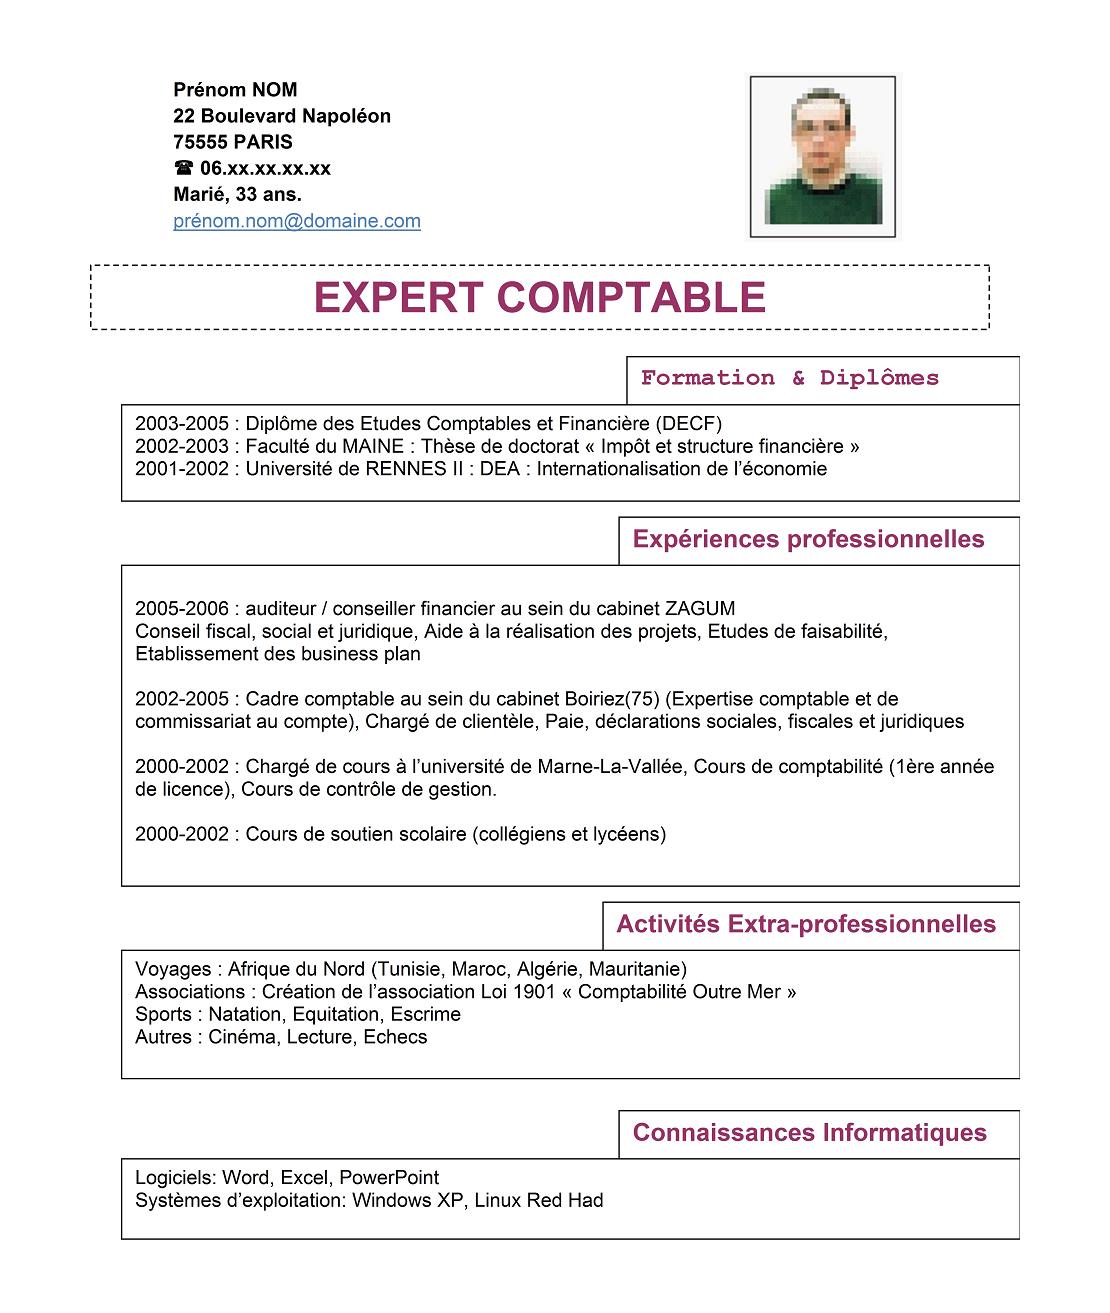 Prénom NOM
22 Boulevard Napoléon
75555 PARIS
☎ 06.xx.xx.xx.xx
Marié, 33 ans.
prénom.nom@domaine.com
EXPERT COMPTABLE
Formation & Diplômes
2003-2005 : Diplôme des Etudes Comptables et Financière (DECF)
2002-2003 : Faculté du MAINE : Thèse de doctorat « Impôt et structure financière »
2001-2002 : Université de RENNES II : DEA : Internationalisation de l’économie
Expériences professionnelles
2005-2006 : auditeur / conseiller financier au sein du cabinet ZAGUM
Conseil fiscal, social et juridique, Aide à la réalisation des projets, Etudes de faisabilité,
Etablissement des business plan
2002-2005 : Cadre comptable au sein du cabinet Boiriez(75) (Expertise comptable et de
commissariat au compte), Chargé de clientèle, Paie, déclarations sociales, fiscales et juridiques
2000-2002 : Chargé de cours à l’université de Marne-La-Vallée, Cours de comptabilité (1ère année
de licence), Cours de contrôle de gestion.
2000-2002 : Cours de soutien scolaire (collégiens et lycéens)
Activités Extra-professionnelles
Voyages : Afrique du Nord (Tunisie, Maroc, Algérie, Mauritanie)
Associations : Création de l’association Loi 1901 « Comptabilité Outre Mer »
Sports : Natation, Equitation, Escrime
Autres : Cinéma, Lecture, Echecs
Connaissances Informatiques
Logiciels: Word, Excel, PowerPoint
Systèmes d’exploitation: Windows XP, Linux Red Had